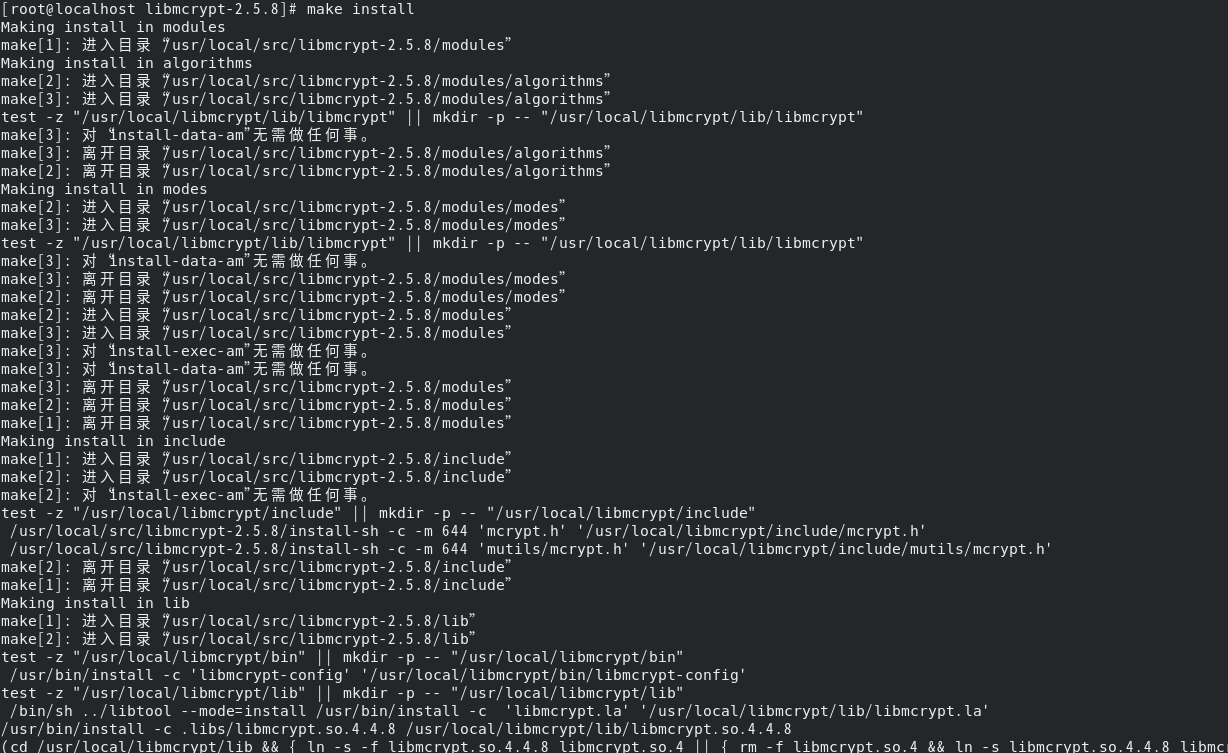 [root@localhost libmcrypt-2.5.8]# make install
Making install in modules
make[1]: 进入目录“/usr/local/src/libmcrypt-2.5.8/modules”
Making install in algorithms
make[2]: 进入目录“/usr/local/src/libmcrypt-2.5.8/modules/algorithms”
make[3]: 进入目录“/usr/local/src/libmcrypt-2.5.8/modules/algorithms”
test -z "/usr/local/libmcrypt/lib/libmcrypt" || mkdir -p -- "/usr/local/libmcrypt/lib/libmcrypt"
make[3]: 对“install-data-am”无需做任何事。
make[3]: 离开目录“/usr/local/src/libmcrypt-2.5.8/modules/algorithms”
make[2]: 离开目录“/usr/local/src/libmcrypt-2.5.8/modules/algorithms”
Making install in modes
make[2]: 进入目录“/usr/local/src/libmcrypt-2.5.8/modules/modes”
make[3]: 进入目录“/usr/local/src/libmcrypt-2.5.8/modules/modes”
test -z "/usr/local/libmcrypt/lib/libmcrypt" || mkdir -p -- "/usr/local/libmcrypt/lib/libmcrypt"
make[3]: 对“install-data-am”无需做任何事。
make[3]: 离开目录“/usr/local/src/libmcrypt-2.5.8/modules/modes”
make[2]: 离开目录“/usr/local/src/libmcrypt-2.5.8/modules/modes”
make[2]: 进入目录“/usr/local/src/libmcrypt-2.5.8/modules”
make[3]: 进入目录“/usr/local/src/libmcrypt-2.5.8/modules”
make[3]: 对“install-exec-am”无需做任何事。
make[3]: 对“install-data-am”无需做任何事。
make[3]: 离开目录“/usr/local/src/libmcrypt-2.5.8/modules”
make[2]: 离开目录“/usr/local/src/libmcrypt-2.5.8/modules”
make[1]: 离开目录“/usr/local/src/libmcrypt-2.5.8/modules”
Making install in include
make[1]: 进入目录“/usr/local/src/libmcrypt-2.5.8/include”
make[2]: 进入目录“/usr/local/src/libmcrypt-2.5.8/include”
make[2]: 对“install-exec-am”无需做任何事。
test -z "/usr/local/libmcrypt/include" || mkdir -p -- "/usr/local/libmcrypt/include"
 /usr/local/src/libmcrypt-2.5.8/install-sh -c -m 644 'mcrypt.h' '/usr/local/libmcrypt/include/mcrypt.h'
 /usr/local/src/libmcrypt-2.5.8/install-sh -c -m 644 'mutils/mcrypt.h' '/usr/local/libmcrypt/include/mutils/mcrypt.h'
make[2]: 离开目录“/usr/local/src/libmcrypt-2.5.8/include”
make[1]: 离开目录“/usr/local/src/libmcrypt-2.5.8/include”
Making install in lib
make[1]: 进入目录“/usr/local/src/libmcrypt-2.5.8/lib”
make[2]: 进入目录“/usr/local/src/libmcrypt-2.5.8/lib”
test -z "/usr/local/libmcrypt/bin" || mkdir -p -- "/usr/local/libmcrypt/bin"
 /usr/bin/install -c 'libmcrypt-config' '/usr/local/libmcrypt/bin/libmcrypt-config'
test -z "/usr/local/libmcrypt/lib" || mkdir -p -- "/usr/local/libmcrypt/lib"
 /bin/sh ../libtool --mode=install /usr/bin/install -c  'libmcrypt.la' '/usr/local/libmcrypt/lib/libmcrypt.la'
/usr/bin/install -c .libs/libmcrypt.so.4.4.8 /usr/local/libmcrypt/lib/libmcrypt.so.4.4.8
(cd /usr/local/libmcrypt/lib && { ln -s -f libmcrypt.so.4.4.8 libmcrypt.so.4 || { rm -f libmcrypt.so.4 && ln -s libmcrypt.so.4.4.8 libmc